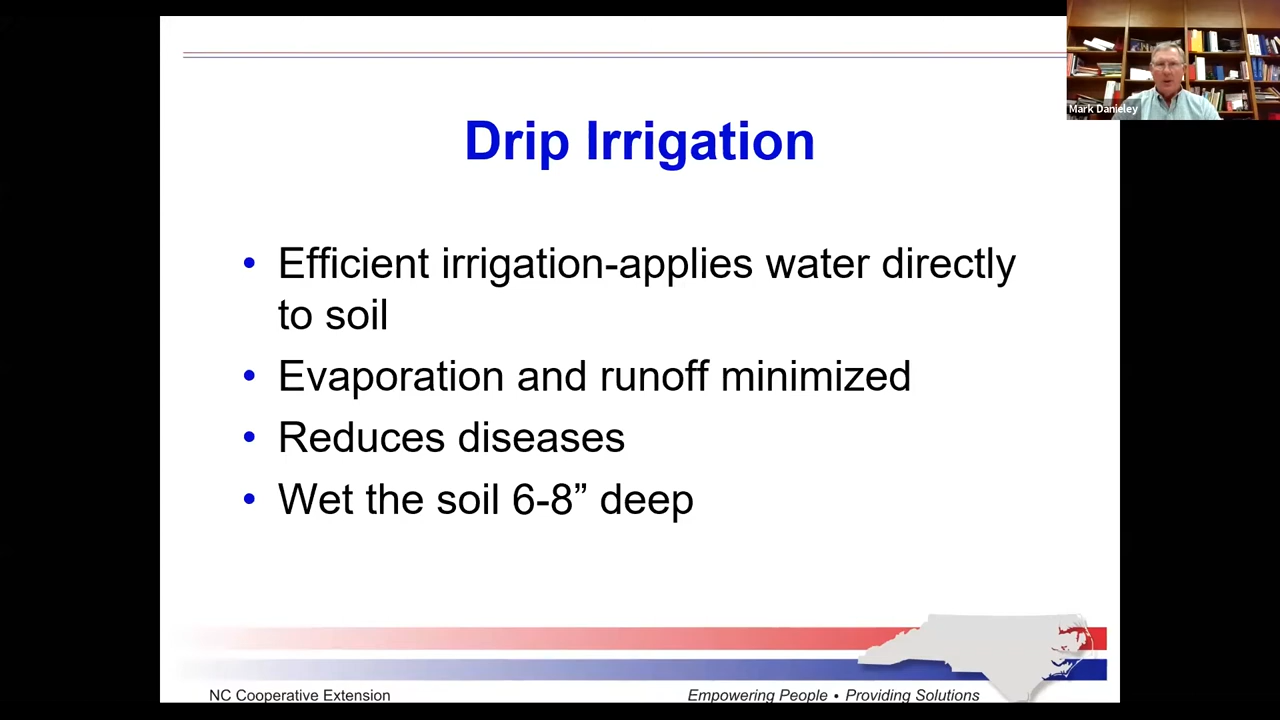 Mark Danieley
Drip Irrigation
• Efficient irrigation-applies water directly
to soil
• Evaporation and runoff minimized
• Reduces diseases
• Wet the soil 6-8” deep
NC Cooperative Extension
Empowering People • Providing Solutions